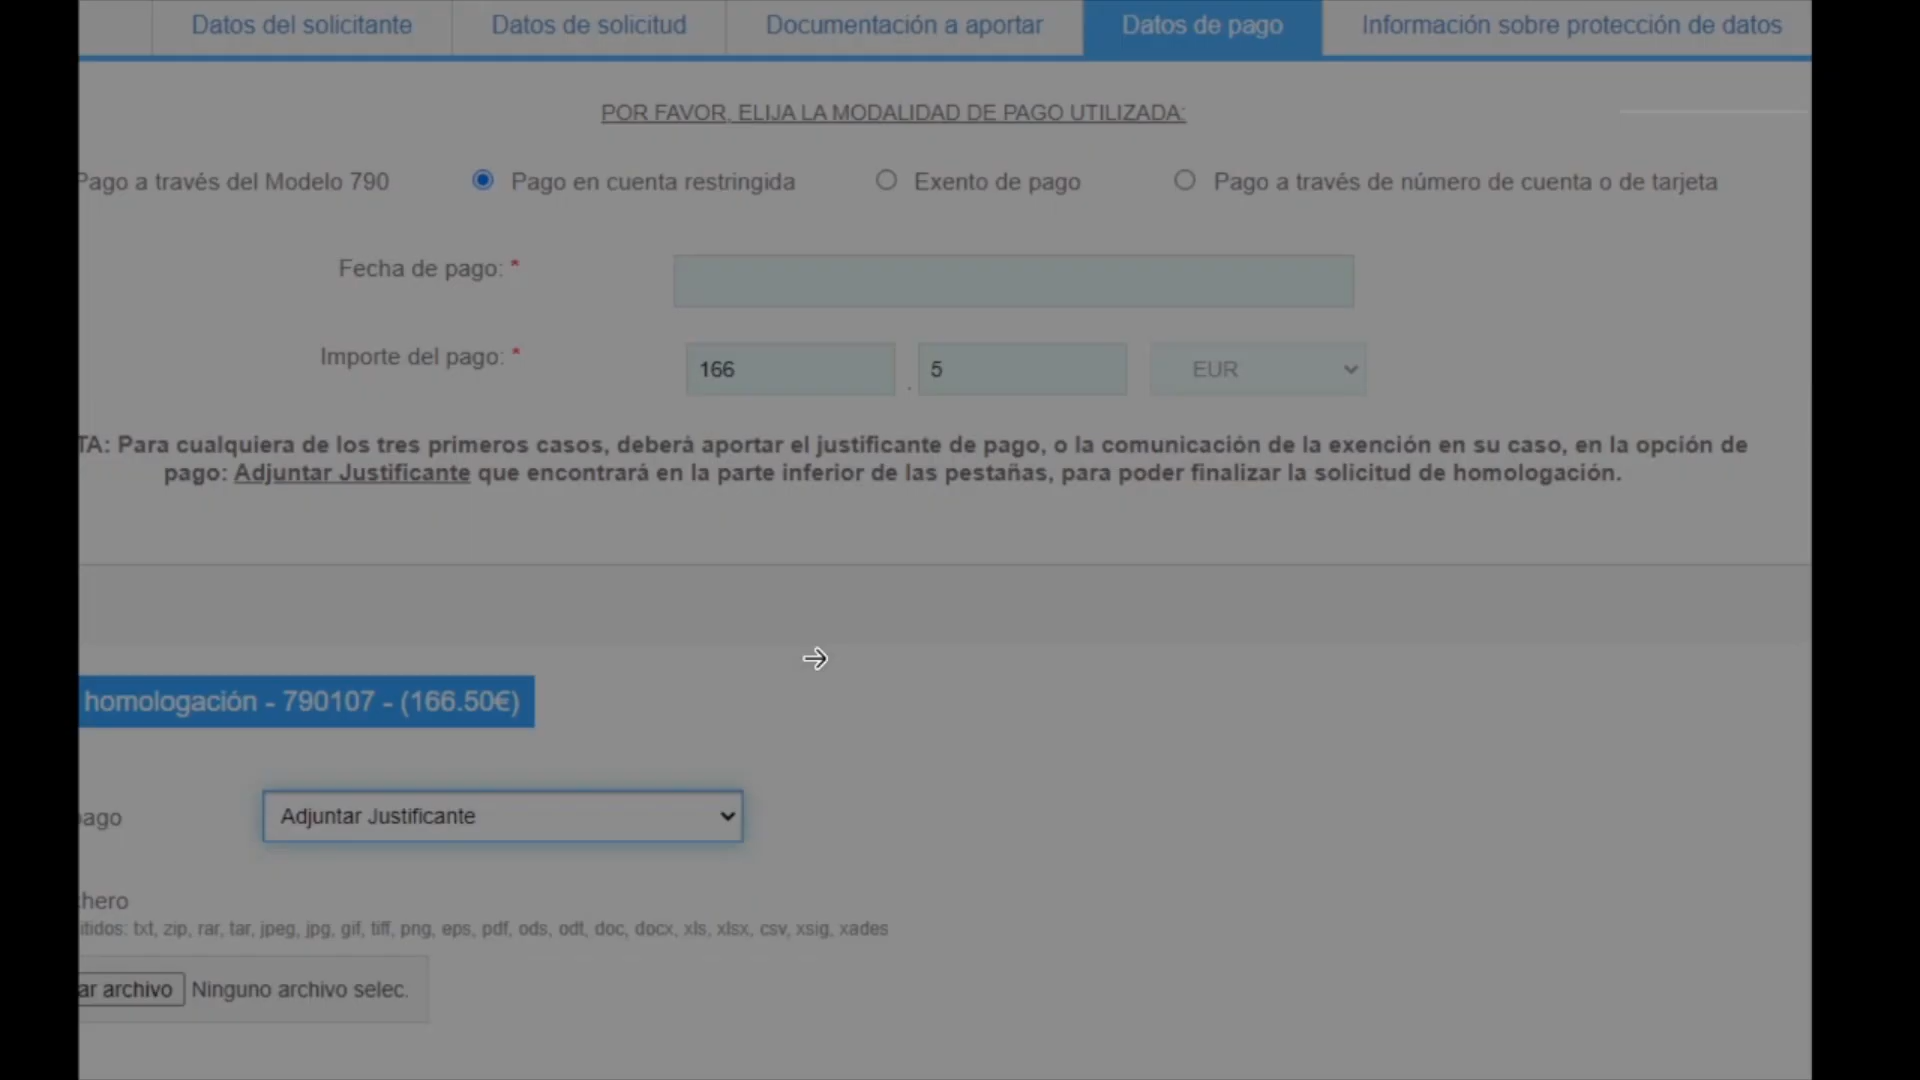 Datos del solicitante Datos de solicitud Documentación a aportar Datos de pago Información sobre protección de datos
POR FAVOR, ELIJA LA MODALIDAD DE PAGO UTILIZADA:
Pago a través del Modelo 790 Pago en cuenta restringida Exento de pago Pago a través de número de cuenta o de tarjeta
Fecha de pago: *
Importe del pago: * 166 . 5 EUR
TA: Para cualquiera de los tres primeros casos, deberá aportar el justificante de pago, o la comunicación de la exención en su caso, en la opción de
pago: Adjuntar Justificante que encontrará en la parte inferior de las pestañas, para poder finalizar la solicitud de homologación.
homologación - 790107 - (166.50€)
ago Adjuntar Justificante
hero
itidos: txt, zip, rar, tar, jpeg, jpg, gif, tiff, png, eps, pdf, ods, odt, doc, docx, xls, xlsx, csv, xsig, xades
ar archivo Ninguno archivo selec.